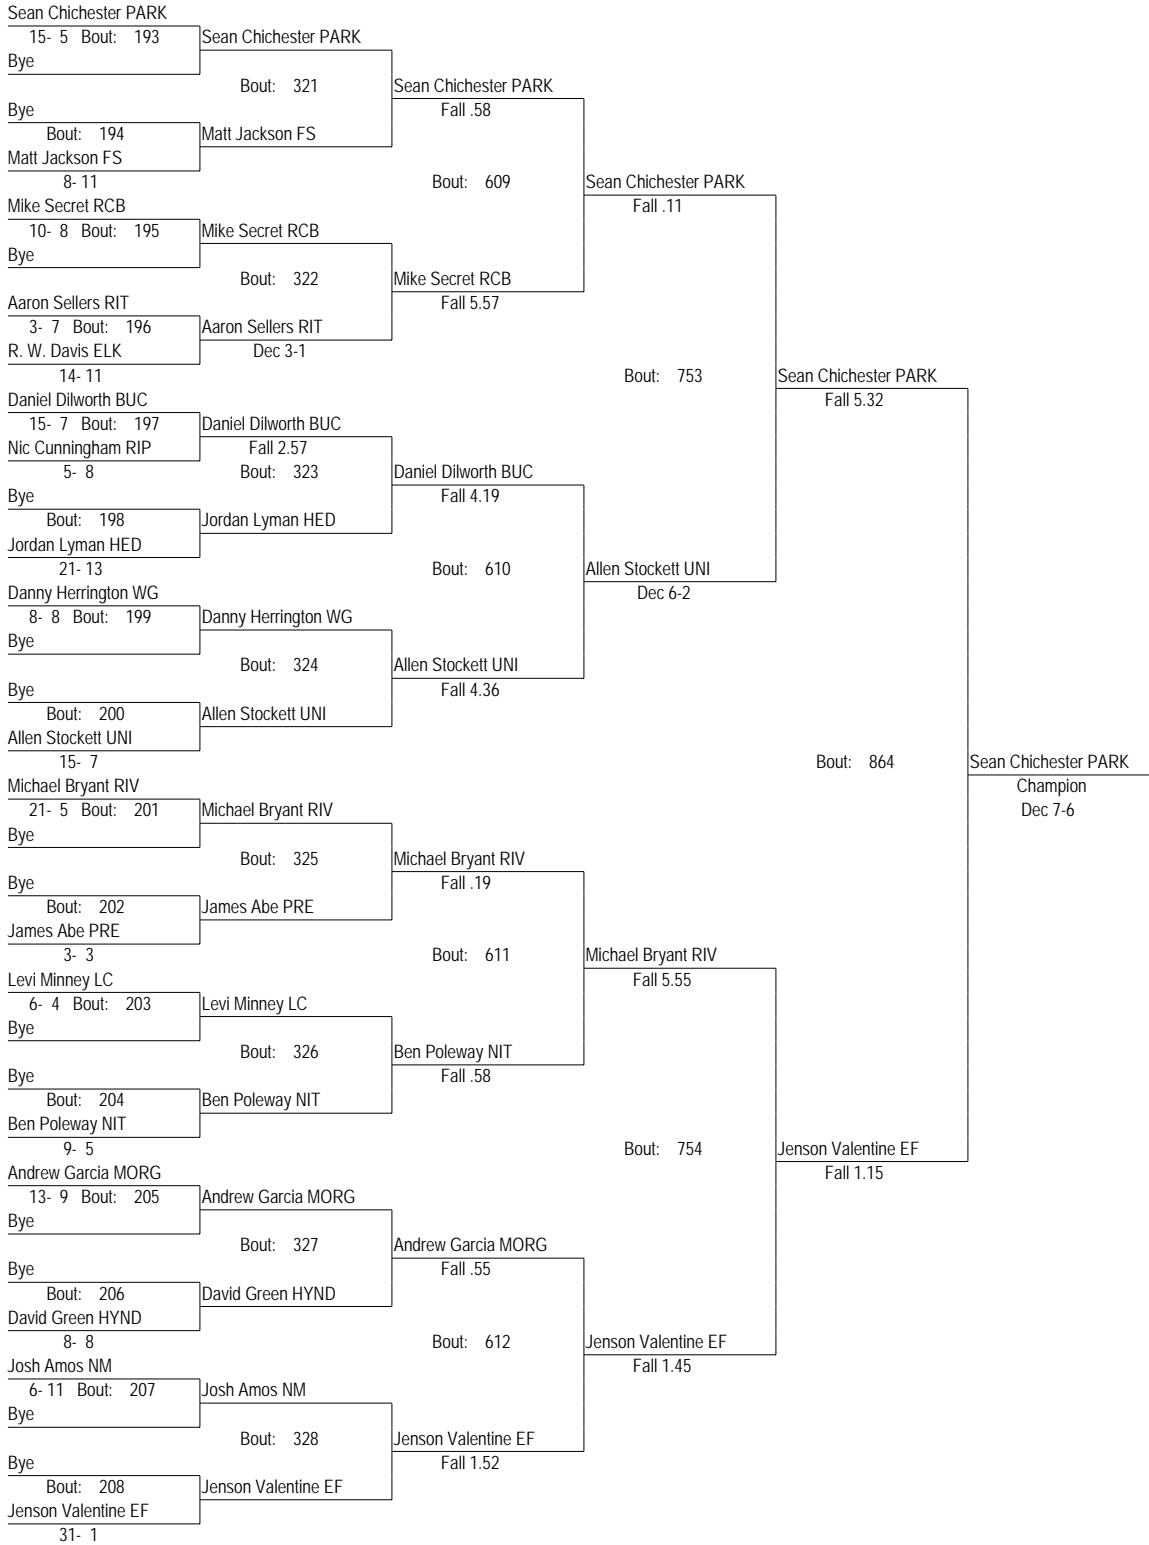 Sean Chichester PARK
15- 5 Bout: 193
Sean Chichester PARK
Bye
Bout: 321
Sean Chichester PARK
Bye
Fall .58
Bout: 194
Matt Jackson FS
Matt Jackson FS
8- 11
Bout: 609
Sean Chichester PARK
Mike Secret RCB
Fall .11
10- 8 Bout: 195
Mike Secret RCB
Bye
Bout: 322
Mike Secret RCB
Aaron Sellers RIT
Fall 5.57
3- 7 Bout: 196
Aaron Sellers RIT
R. W. Davis ELK
Dec 3-1
14- 11
Bout: 753
Sean Chichester PARK
Daniel Dilworth BUC
Fall 5.32
15- 7 Bout: 197
Daniel Dilworth BUC
Nic Cunningham RIP
Fall 2.57
5- 8
Bout: 323
Daniel Dilworth BUC
Bye
Fall 4.19
Bout: 198
Jordan Lyman HED
Jordan Lyman HED
21- 13
Bout: 610
Allen Stockett UNI
Danny Herrington WG
Dec 6-2
8- 8 Bout: 199
Danny Herrington WG
Bye
Bout: 324
Allen Stockett UNI
Bye
Fall 4.36
Bout: 200
Allen Stockett UNI
Allen Stockett UNI
15- 7
Bout: 864
Sean Chichester PARK
Michael Bryant RIV
Champion
21- 5 Bout: 201
Michael Bryant RIV
Dec 7-6
Bye
Bout: 325
Michael Bryant RIV
Bye
Fall .19
Bout: 202
James Abe PRE
James Abe PRE
3- 3
Bout: 611
Michael Bryant RIV
Levi Minney LC
Fall 5.55
6- 4 Bout: 203
Levi Minney LC
Bye
Bout: 326
Ben Poleway NIT
Bye
Fall .58
Bout: 204
Ben Poleway NIT
Ben Poleway NIT
9- 5
Bout: 754
Jenson Valentine EF
Andrew Garcia MORG
Fall 1.15
13- 9 Bout: 205
Andrew Garcia MORG
Bye
Bout: 327
Andrew Garcia MORG
Bye
Fall .55
Bout: 206
David Green HYND
David Green HYND
8- 8
Bout: 612
Jenson Valentine EF
Josh Amos NM
Fall 1.45
6- 11 Bout: 207
Josh Amos NM
Bye
Bout: 328
Jenson Valentine EF
Bye
Fall 1.52
Bout: 208
Jenson Valentine EF
Jenson Valentine EF
31- 1